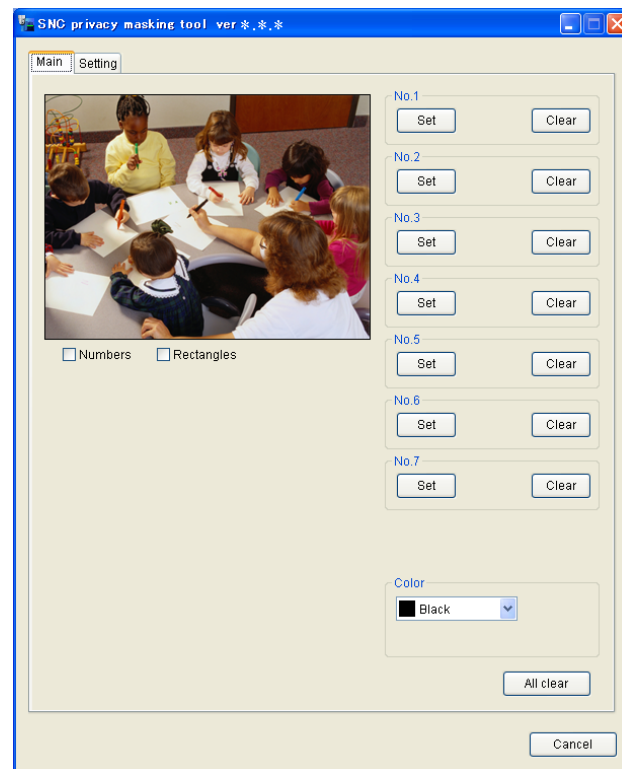 SNC privacy masking tool ver *.*.*
Main Setting
No.1
Set Clear
No.2
Set Clear
No.3
Set Clear
No.4
Set Clear
No.5
Set Clear
No.6
Set Clear
No.7
Set Clear
Numbers Rectangles
Color
Black
All clear
Cancel